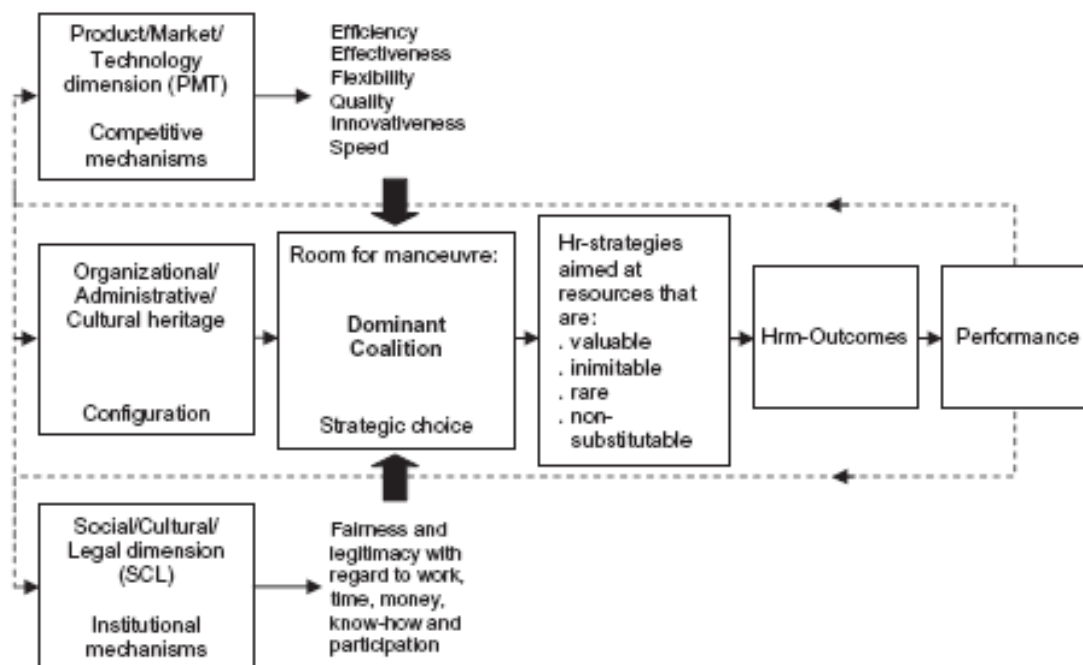 Product/Market/
Technology
dimension (PMT)
Competitive
mechanisms
Efficiency
Effectiveness
Flexibility
Quality
Innovativeness
Speed
Organizational/
Administrative/
Cultural heritage
Configuration
Room for manoeuvre:
Dominant
Coalition
Strategic choice
Hr-strategies
aimed at
resources that
are:
. valuable
. inimitable
. rare
. non-
substitutable
Hrm-Outcomes
Performance
Social/Cultural/
Legal dimension
(SCL)
Institutional
mechanisms
Fairness and
legitimacy with
regard to work,
time, money,
know-how and
participation